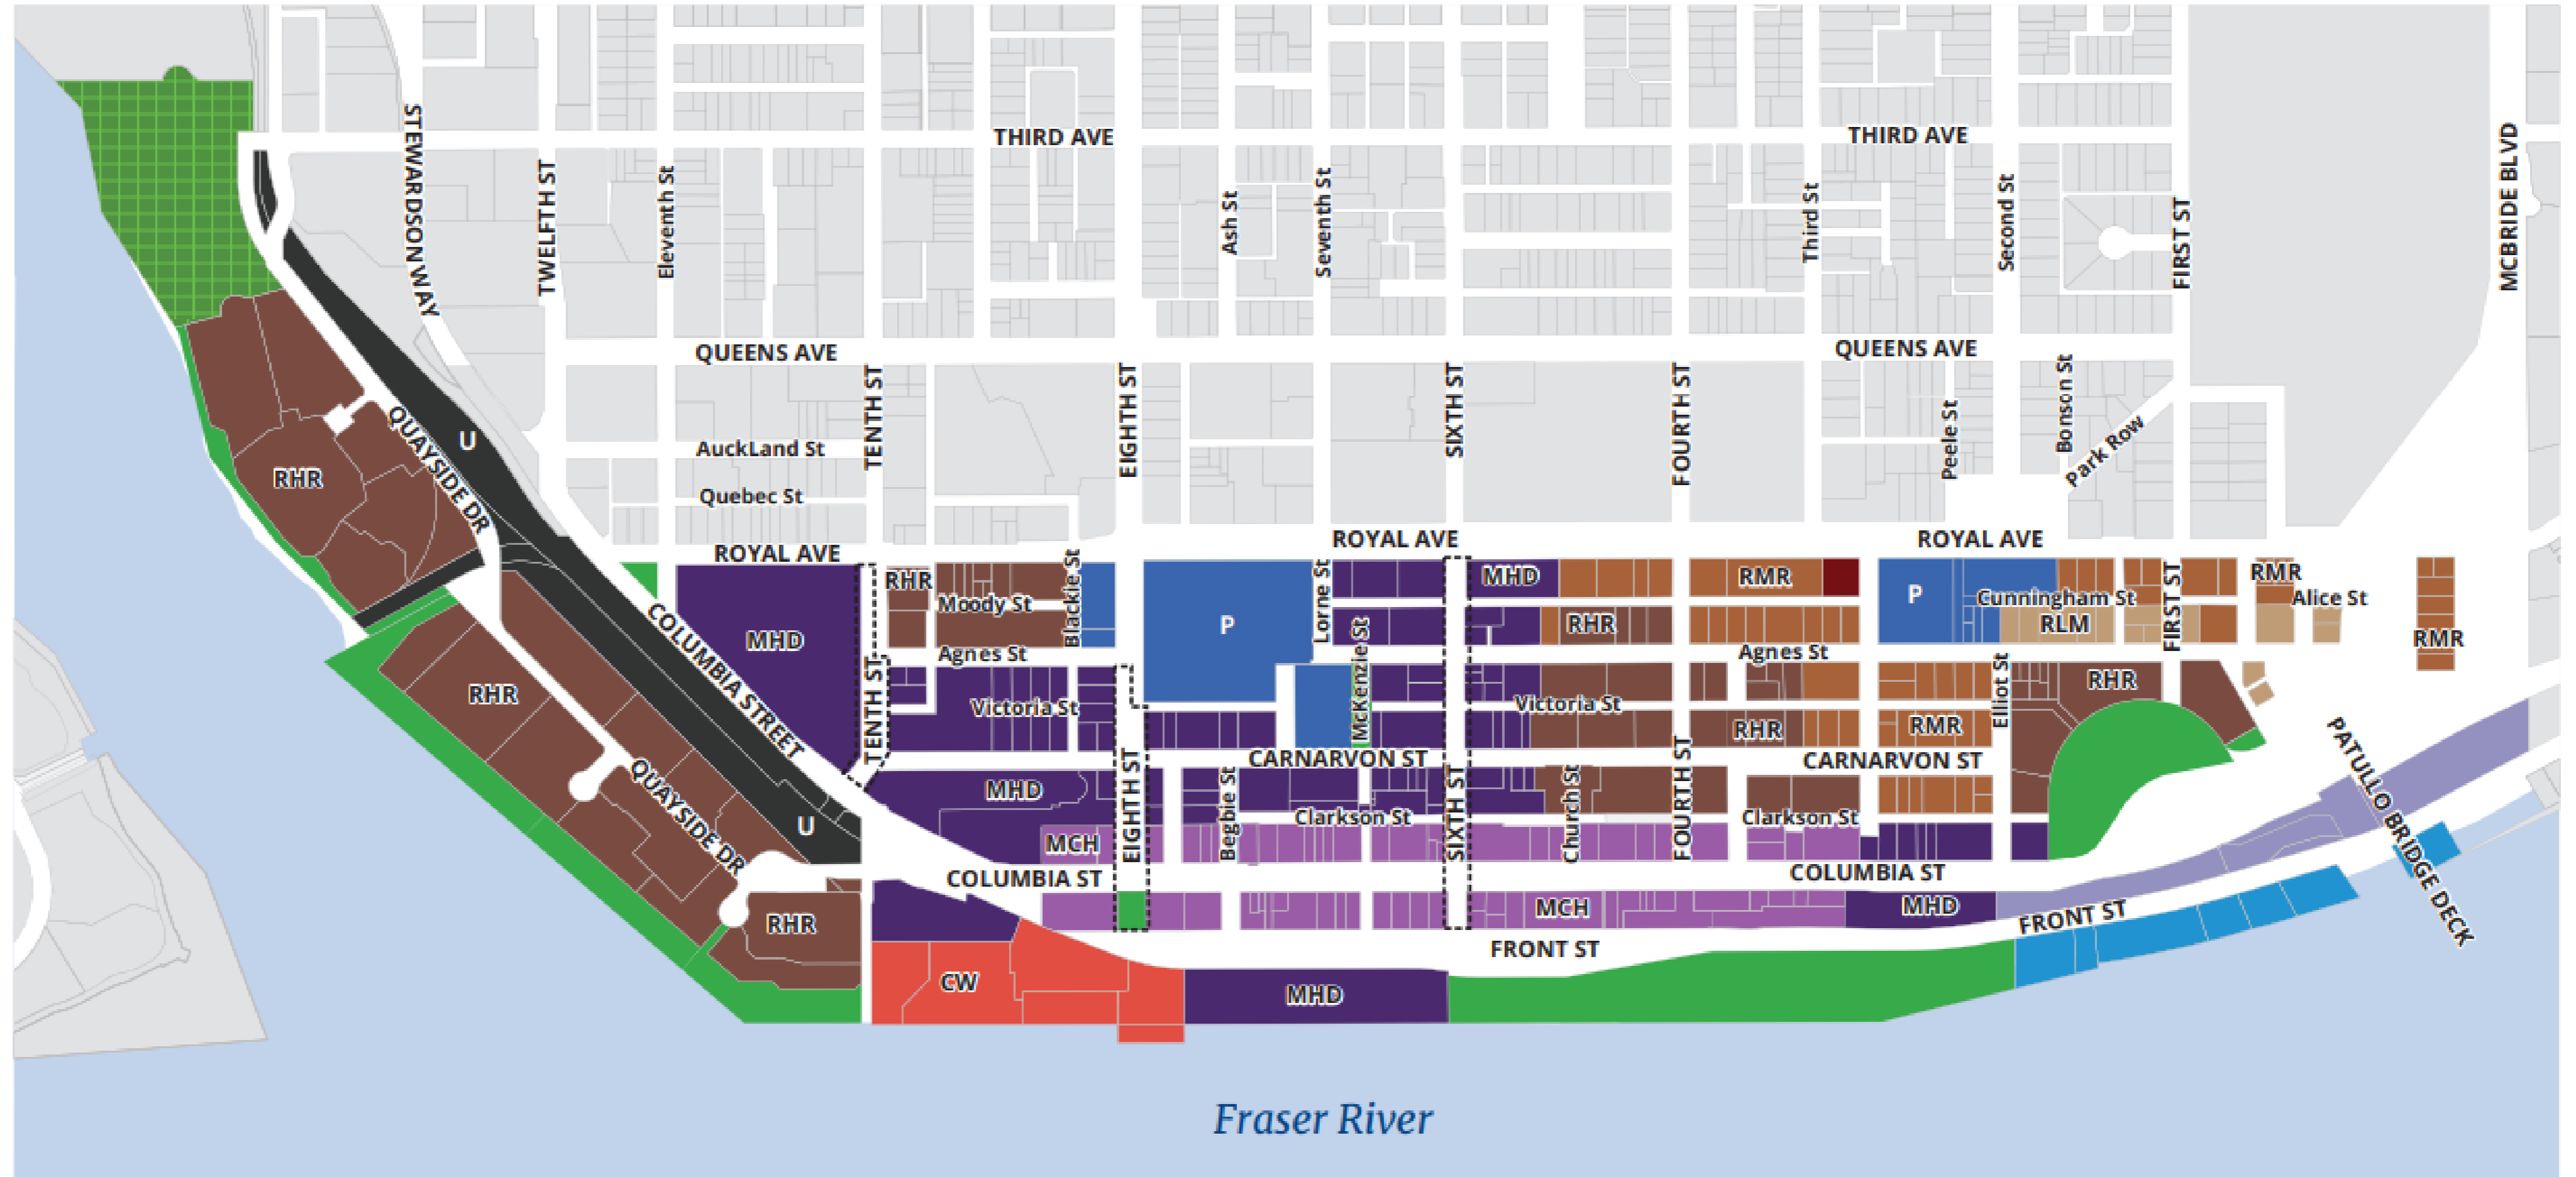 THIRD AVE
THIRD AVE
STEWARDSON WAY
TWELFTH ST
Eleventh St
Ash St
Seventh St
Third St
Second St
FIRST ST
MCBRIDE BLVD
QUEENS AVE
QUEENS AVE
TENTH ST
EIGHTH ST
SIXTH ST
FOURTH ST
Peele St
Bonson St
Park Row
QUAYSIDE DR
U
AuckLand St
RHR
Quebec St
ROYAL AVE
ROYAL AVE
ROYAL AVE
RHR
Moody St
Blackie St
P
Lorne St
MHD
RMR
P
Cunningham St
FIRST ST
RMR
Alice St
COLUMBIA STREET
MHD
McKenzie St
RHR
RLM
RMR
Agnes St
Agnes St
RHR
TENTH ST
Victoria St
Victoria St
RHR
RMR
Elliot St
RHR
PATULLO BRIDGE DECK
CARNARVON ST
CARNARVON ST
QUAYSIDE DR
MHD
EIGHTH ST
Begbie St
SIXTH ST
Church St
FOURTH ST
U
MCH
Clarkson St
Clarkson St
COLUMBIA ST
COLUMBIA ST
RHR
MCH
MHD
FRONT ST
FRONT ST
CW
MHD
Fraser River